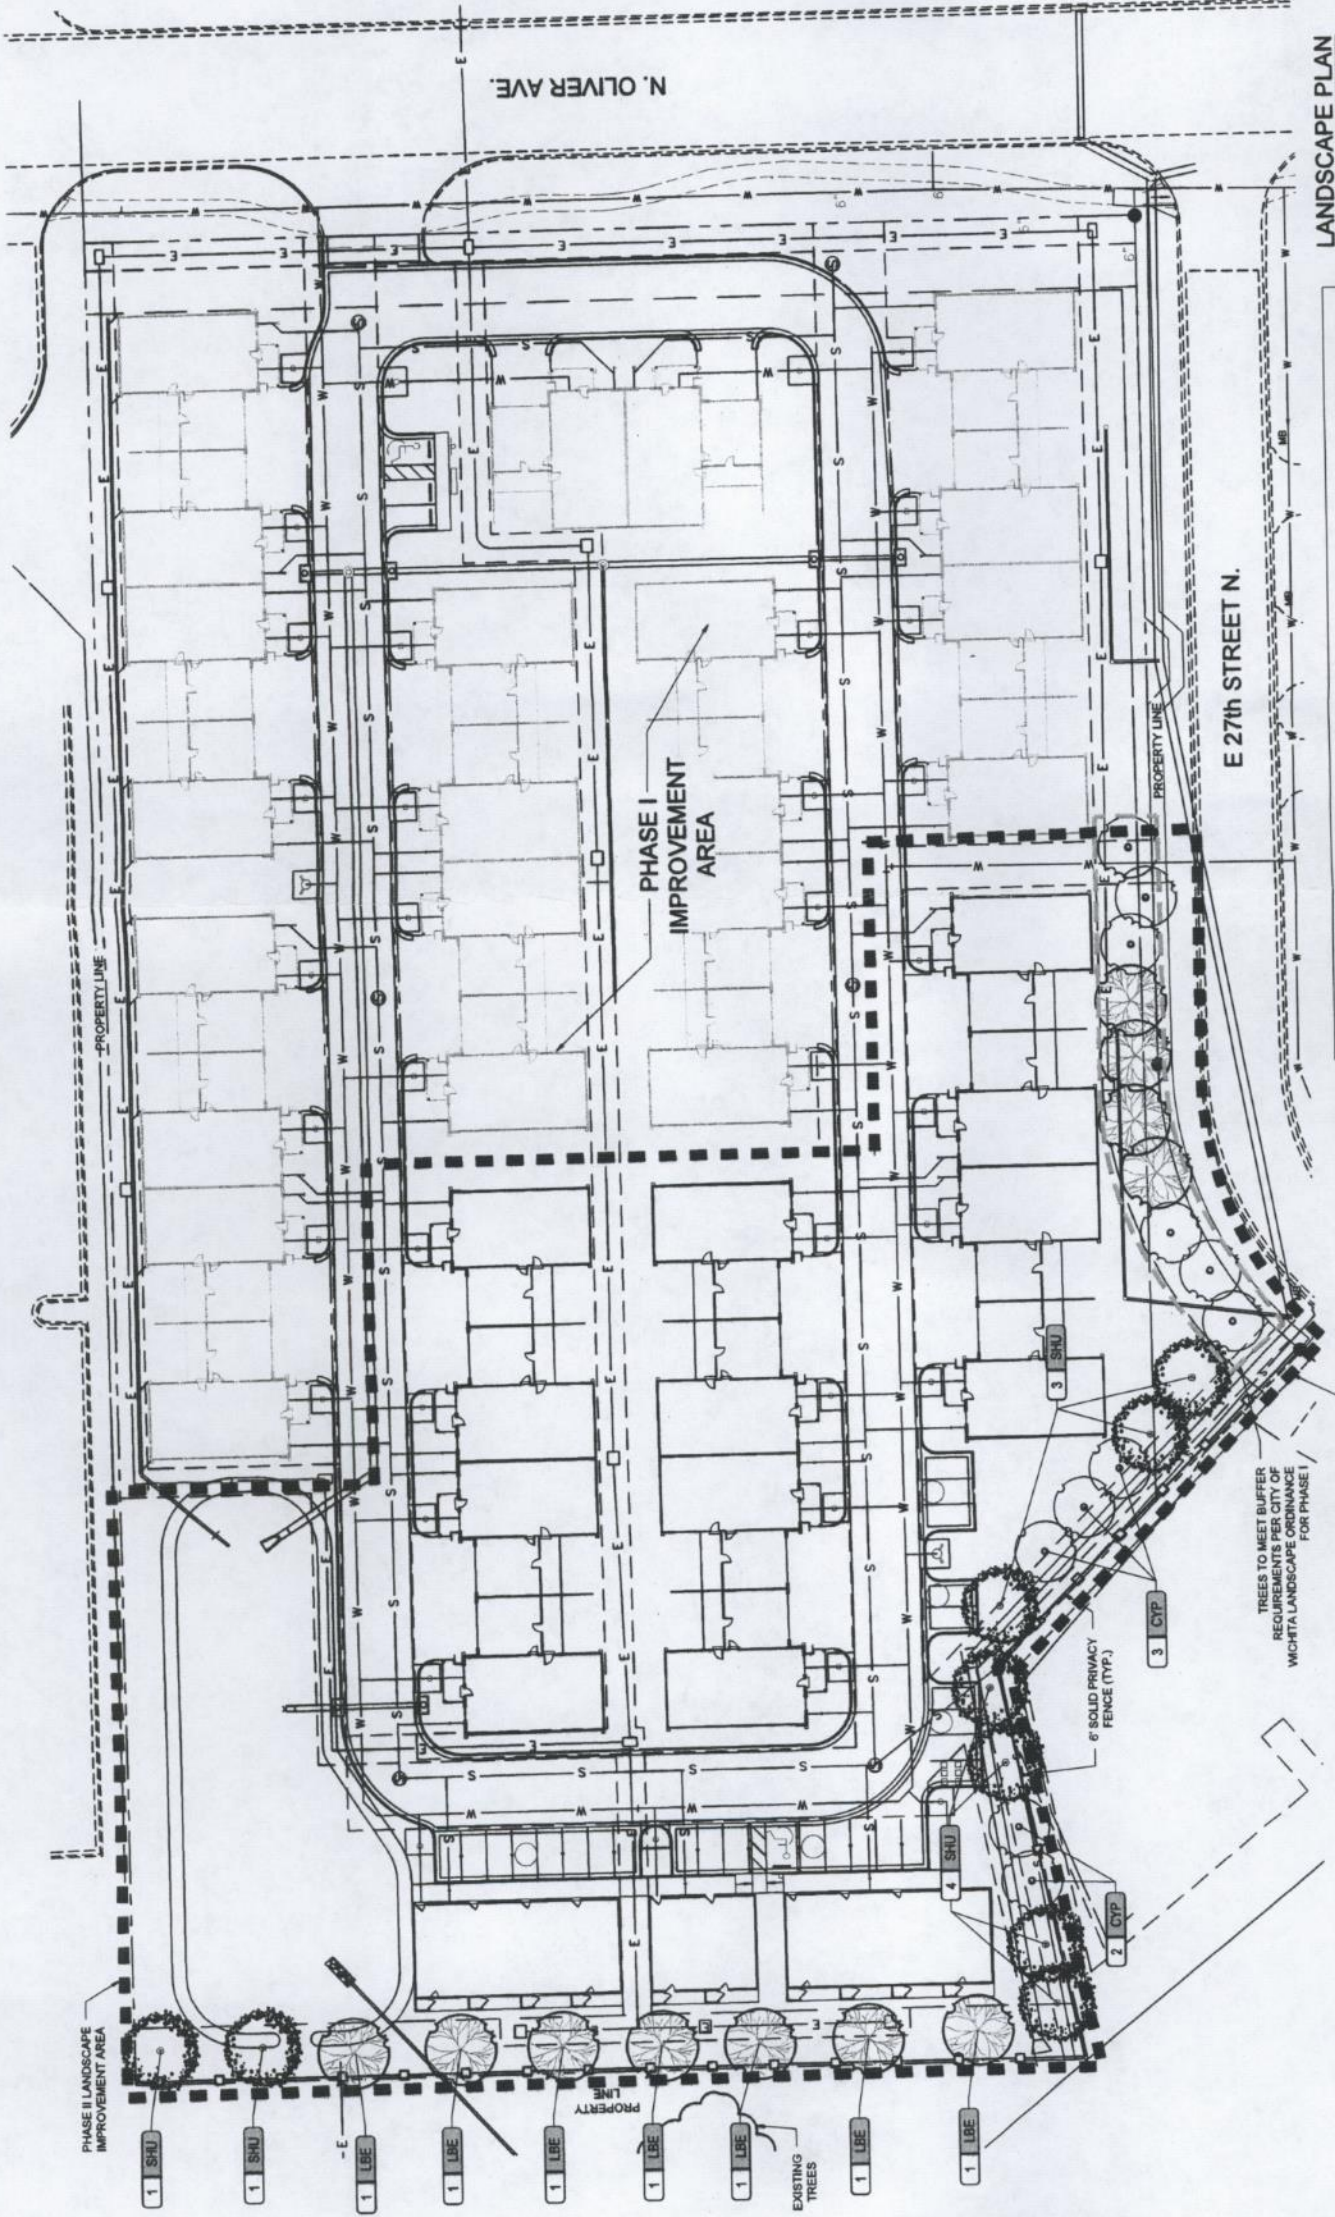 N. OLIVER AVE.
LANDSCAPE PLAN
E 27th STREET N.
PROPERTY LINE
PROPERTY LINE
PHASE I
IMPROVEMENT
AREA
PHASE II LANDSCAPE
IMPROVEMENT AREA
1 SHU
1 SHU
1 LBE
1 LBE
1 LBE
1 LBE
1 LBE
1 LBE
1 LBE
PROPERTY
LINE
EXISTING
TREES
4 SHU
2 CYP
3 SHU
3 CYP
6' SOLID PRIVACY
FENCE (TYP.)
TREES TO MEET BUFFER
REQUIREMENTS PER CITY OF
WICHITA LANDSCAPE ORDINANCE
FOR PHASE I